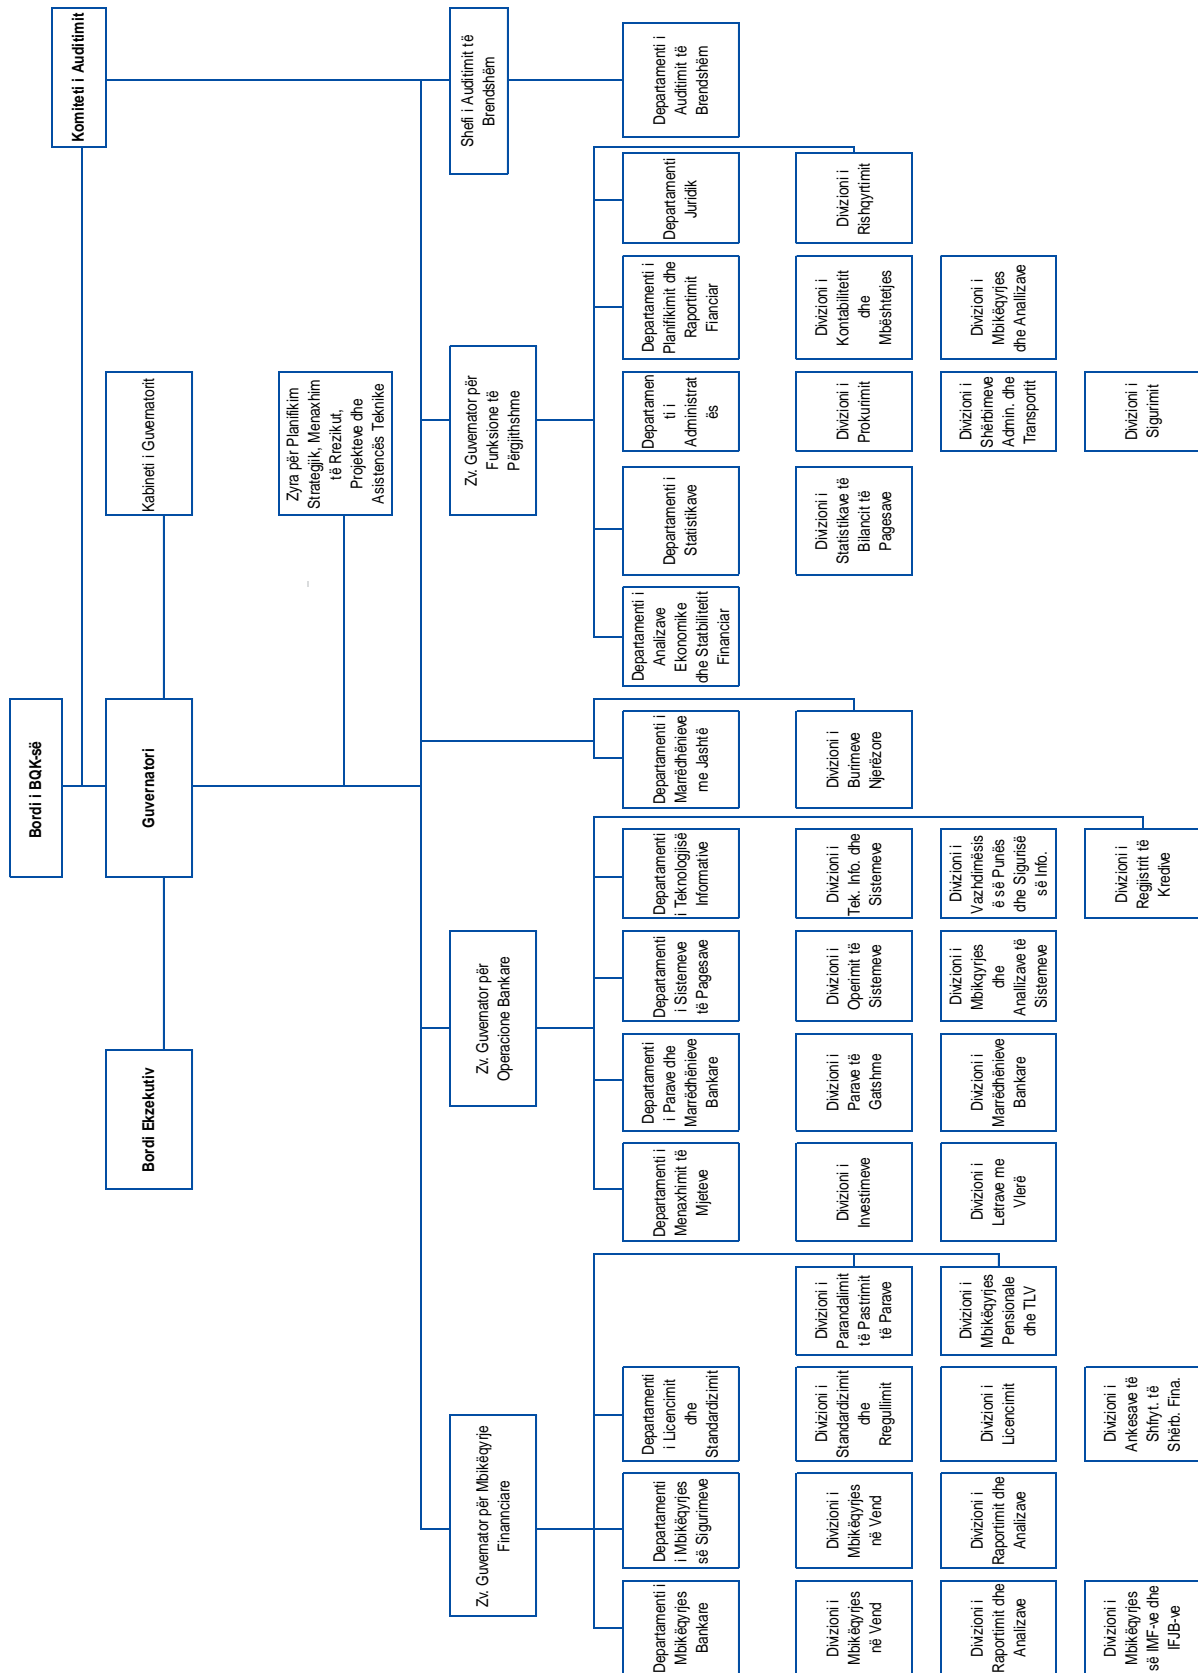 Bordi i BQK-së
Komiteti i Auditimit
Bordi Ekzekutiv
Guvernatori
Kabineti i Guvernatorit
Zyra për Planifikim
Strategjik, Menaxhim
të Rrezikut,
Projekteve dhe
Asistencës Teknike
Zv. Guvernator për Mbikëqyrje
Finannciare
Zv. Guvernator për
Operacione Bankare
Zv. Guvernator për
Funksione të
Përgjithshme
Shefi i Auditimit të
Brendshëm
Departamenti i
Mbikëqyrjes
Bankare
Departamenti
i Mbikëqyrjes
së Sigurimeve
Departamenti
i Licencimit
dhe
Standardizimit
Departamenti i
Menaxhimit të
Mjeteve
Departamenti
i Parave dhe
Marrëdhënieve
Bankare
Departamenti
i Sistemeve
të Pagesave
Departamenti
i Teknologjisë
Informative
Departamenti i
Marrëdhënieve
me Jashtë
Departamenti i
Analizave
Ekonomike
dhe Statbilitetit
Financiar
Departamenti i
Statistikave
Departamen
ti i
Administrat
ës
Departamenti i
Planifikimit dhe
Raportimit
Fianciar
Departamenti
Juridik
Departamenti i
Auditimit të
Brendshëm
Divizioni i
Mbikëqyrjes
në Vend
Divizioni i
Mbikëqyrjes
në Vend
Divizioni i
Standardizimit
dhe
Rregullimit
Divizioni i
Parandalimit
të Pastrimit
të Parave
Divizioni i
Investimeve
Divizioni i
Parave të
Gatshme
Divizioni i
Operimit të
Sistemeve
Divizioni i
Tek. Info. dhe
Sistemeve
Divizioni i
Burimeve
Njerëzore
Divizioni i
Statistikave të
Bilancit të
Pagesave
Divizioni i
Prokurimit
Divizioni i
Kontabilitetit
dhe
Mbështetjes
Divizioni i
Rishqyrtimit
Divizioni i
Raportimit dhe
Analizave
Divizioni i
Raportimit dhe
Analizave
Divizioni i
Licencimit
Divizioni i
Mbikëqyrjes
Pensionale
dhe TLV
Divizioni i
Letrave me
Vlerë
Divizioni i
Marrëdhënieve
Bankare
Divizioni i
Mbikqyrjes
dhe
Anallizave të
Sistemeve
Divizioni i
Vazhdimësis
ë së Punës
dhe Sigurisë
së Info.
Divizioni i
Shërbimeve
Admin. dhe
Transportit
Divizioni i
Mbikëqyrjes
dhe Anallizave
Divizioni i
Mbikëqyrjes
së IMF-ve dhe
IFJB-ve
Divizioni i
Ankesave të
Shfryt. të
Shërb. Fina.
Divizioni i
Regjistrit të
Kredive
Divizioni i
Sigurimit